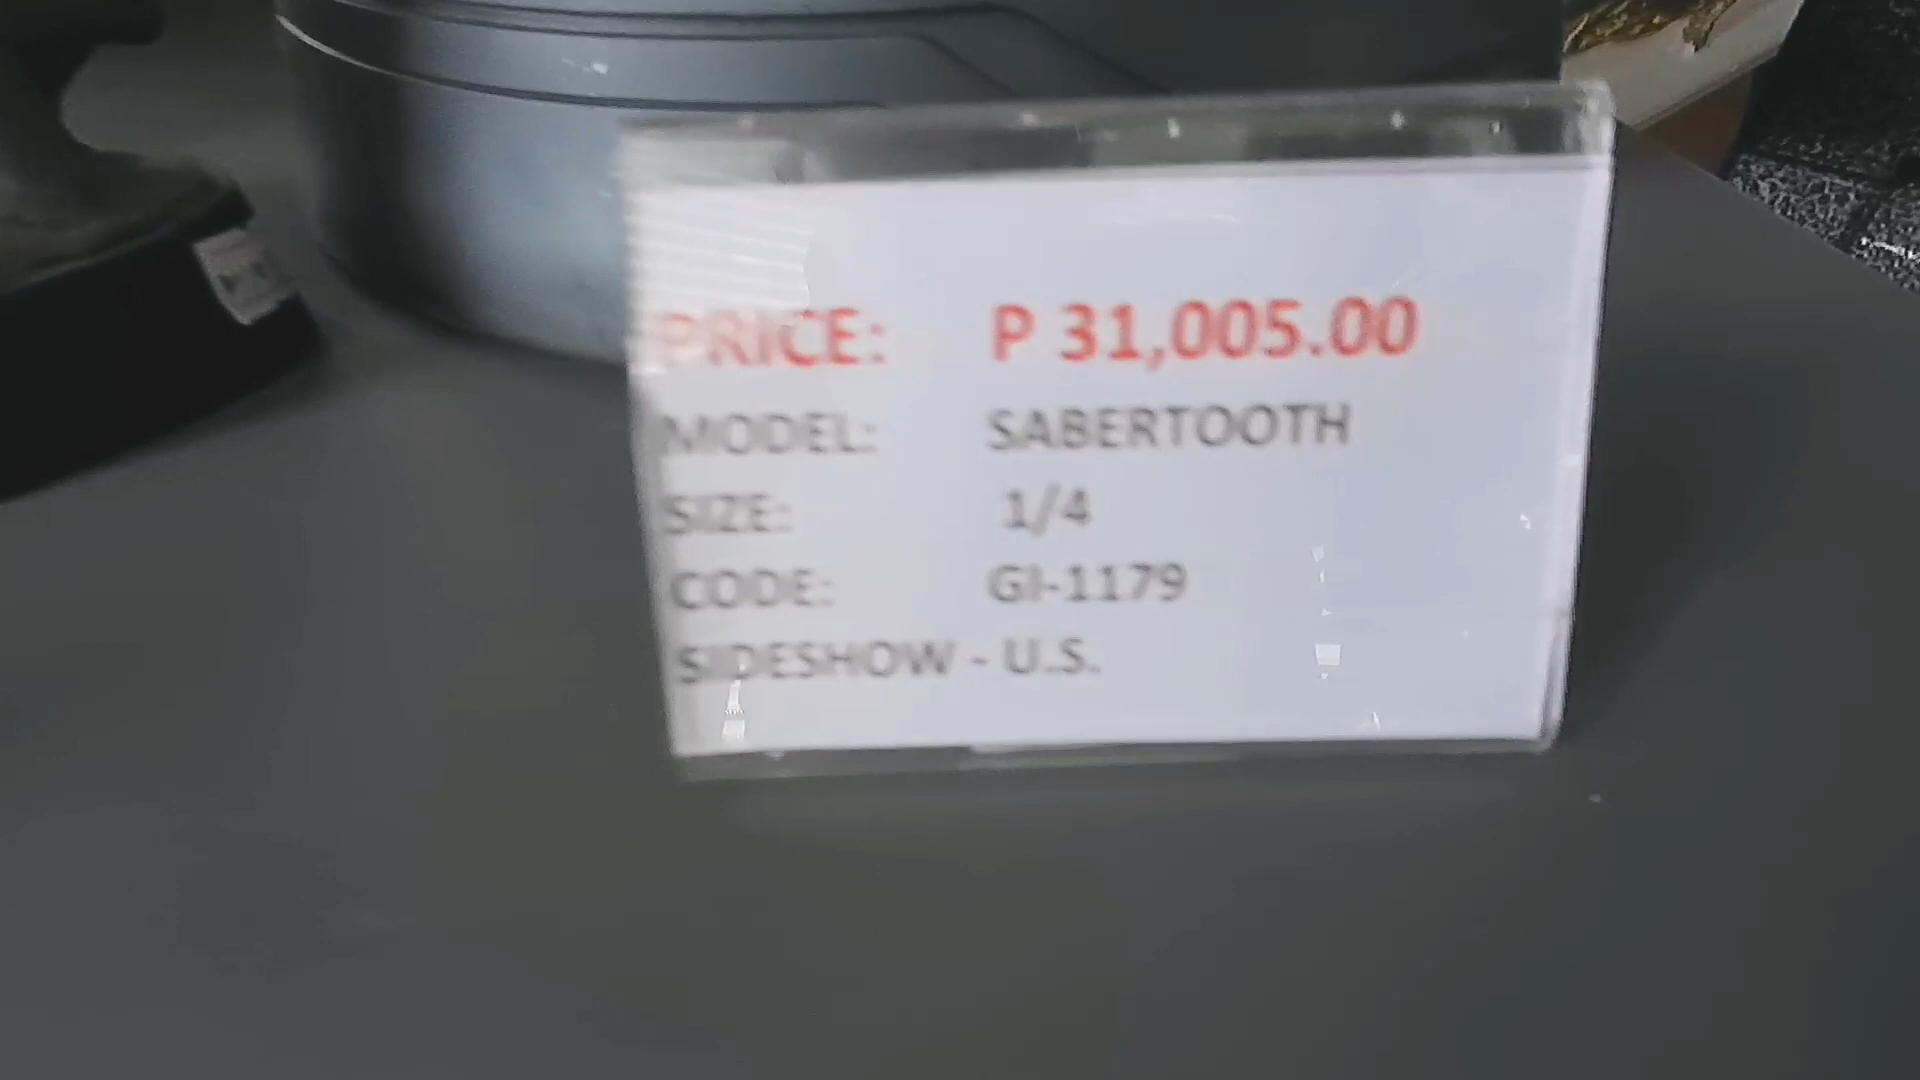 PRICE: P 31,005.00
MODEL: SABERTOOTH
SIZE: 1/4
CODE: GI-1179
SIDESHOW - U.S.